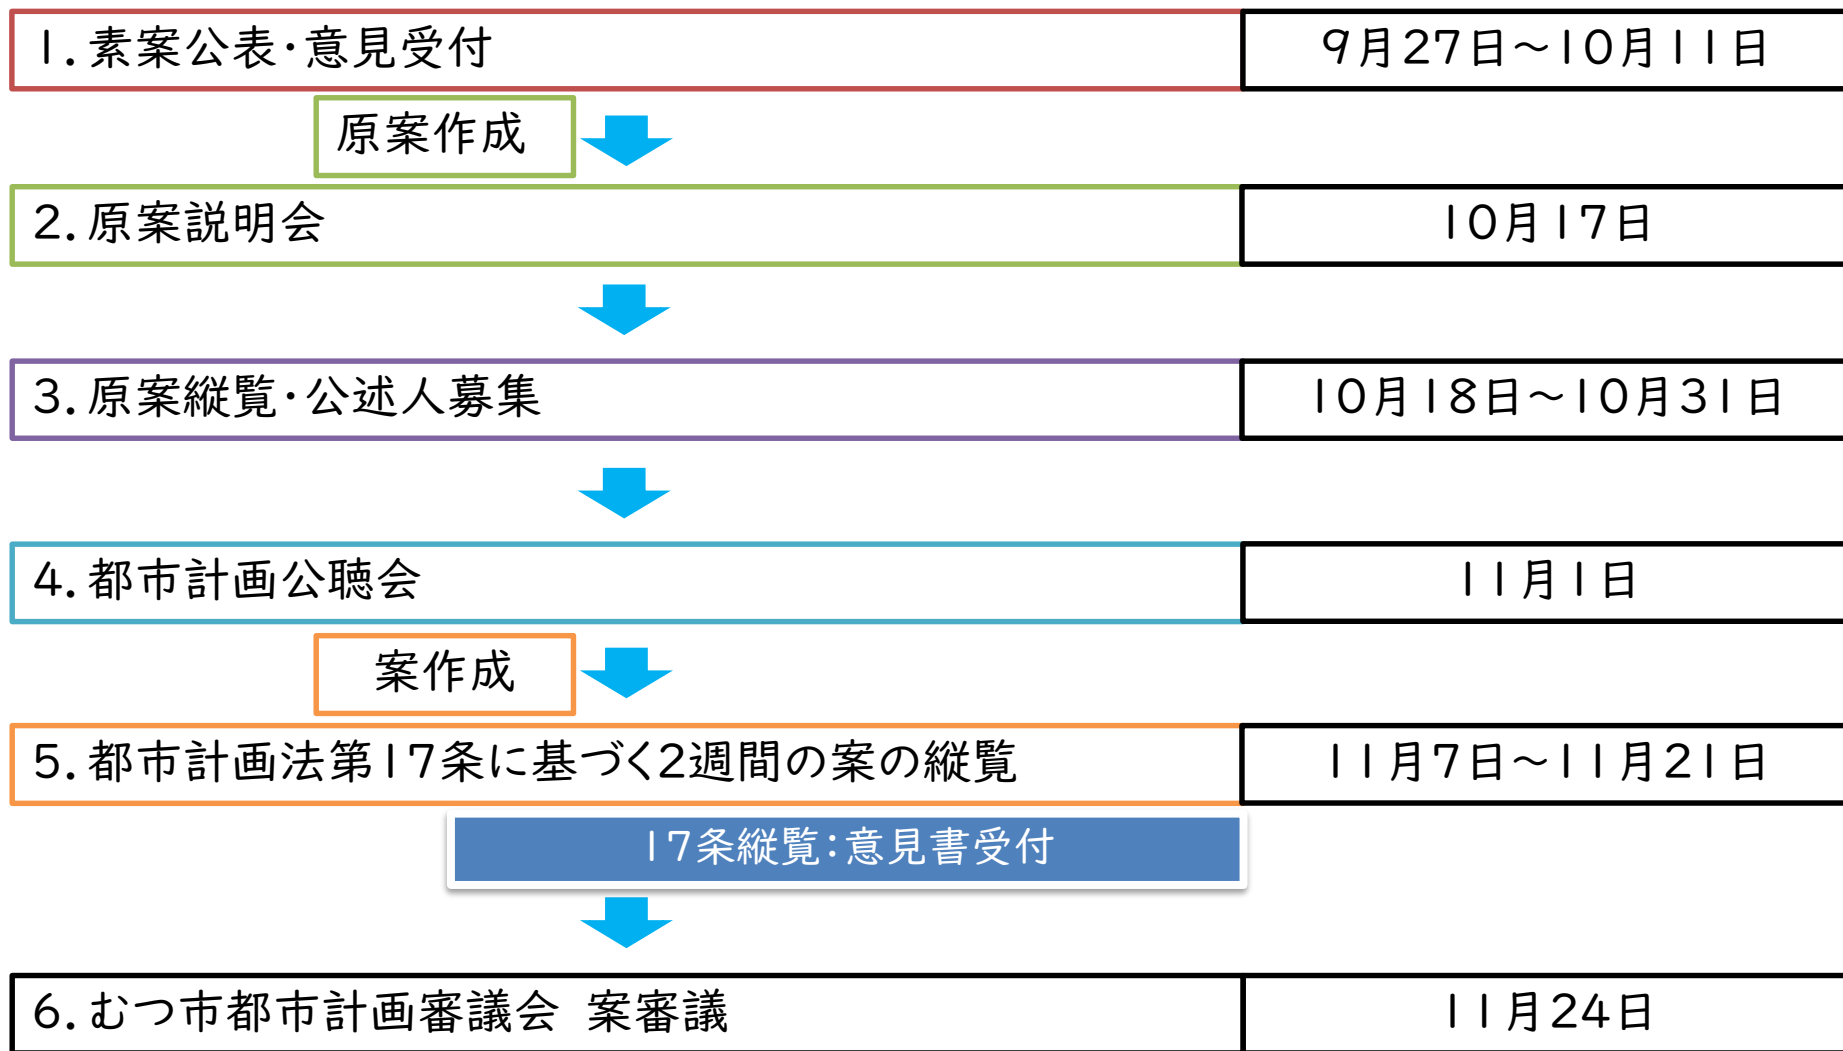 1.素案公表・意見受付 9月27日～10月11日
原案作成
2.原案説明会 10月17日
3.原案縦覧・公述人募集 10月18日～10月31日
4.都市計画公聴会 11月1日
案作成
5.都市計画法第17条に基づく2週間の案の縦覧 11月7日～11月21日
17条縦覧：意見書受付
6.むつ市都市計画審議会 案審議 11月24日